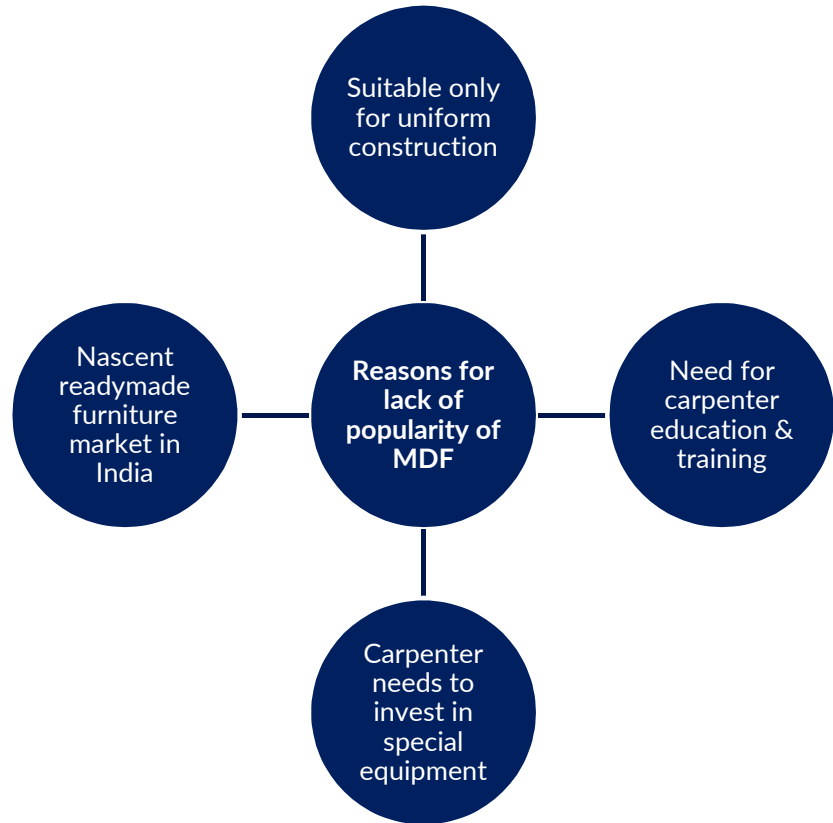 Suitable only
for uniform
construction
Nascent
readymade
furniture
market in
India
Reasons for
lack of
popularity of
MDF
Need for
carpenter
education &
training
Carpenter
needs to
invest in
special
equipment